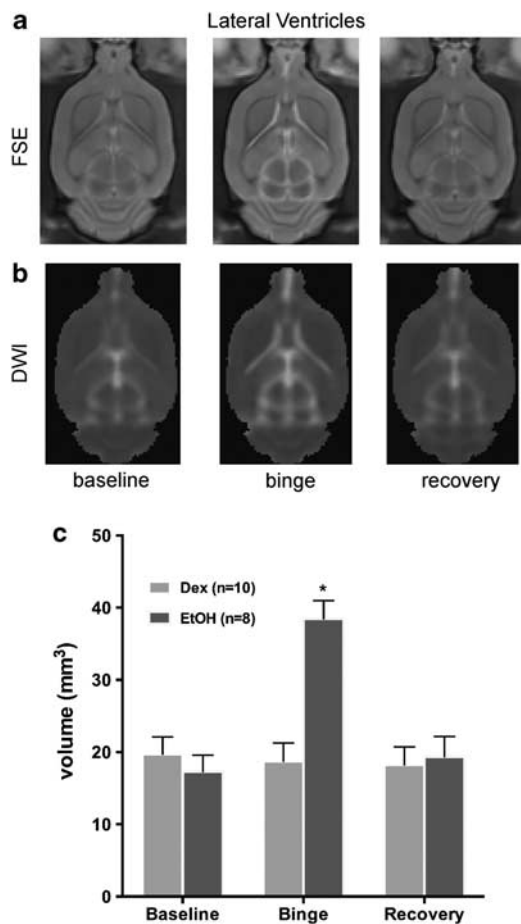 a
Lateral Ventricles
FSE
b
DWI
baseline binge recovery
c
50
40
30
20
10
0
volume (mm³)
Dex (n=10)
EtOH (n=8)
*
Baseline Binge Recovery